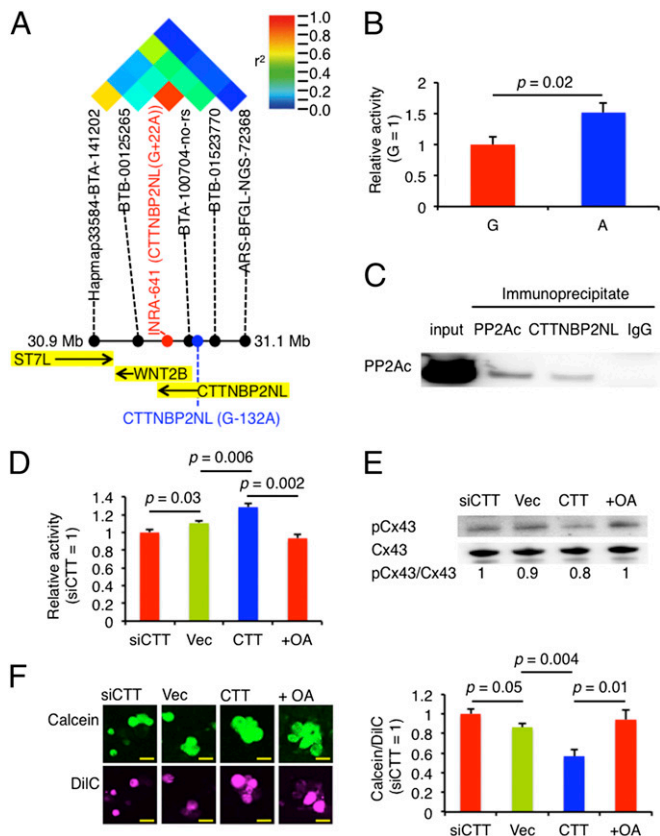 A
r²
1.0
0.8
0.6
0.4
0.2
0.0
Hapmap33584-BTA-141202
BTB-00125265
INRA-641 (CTTNBP2NL(G+22A))
BTA-100704-no-rs
BTB-01523770
ARS-BFGL-NGS-72368
30.9 Mb
31.1 Mb
ST7L
WNT2B
CTTNBP2NL
CTTNBP2NL (G-132A)
B
p = 0.02
Relative activity
(G = 1)
2
1.5
1
0.5
0
G
A
C
Immunoprecipitate
input PP2Ac CTTNBP2NL IgG
PP2Ac
D
p = 0.006
p = 0.03
p = 0.002
Relative activity
(siCTT = 1)
1.4
1.2
1
0.8
0.6
0.4
0.2
0
siCTT Vec CTT +OA
E
siCTT Vec CTT +OA
pCx43
Cx43
pCx43/Cx43 1 0.9 0.8 1
F
siCTT Vec CTT + OA
Calcein
DilC
p = 0.004
p = 0.05
p = 0.01
Calcein/DilC
(siCTT = 1)
1.2
1
0.8
0.6
0.4
0.2
0
siCTT Vec CTT +OA